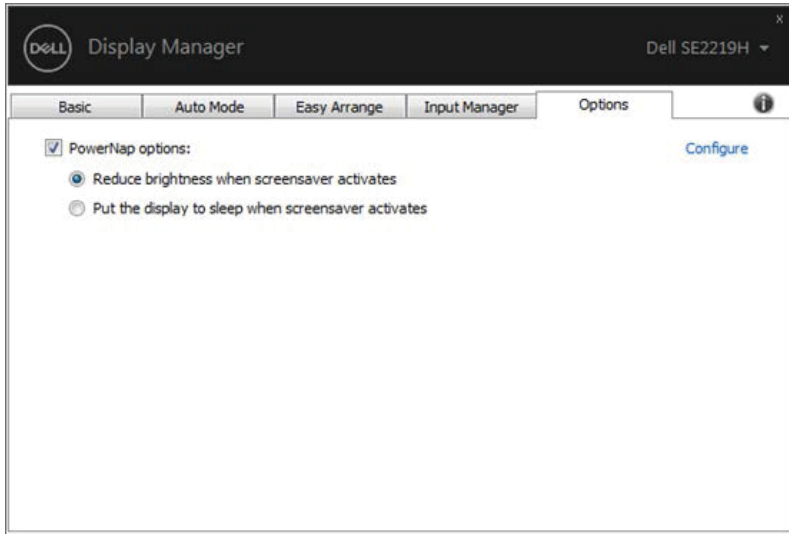 x
DELL Display Manager Dell SE2219H
Basic Auto Mode Easy Arrange Input Manager Options i
PowerNap options: Configure
Reduce brightness when screensaver activates
Put the display to sleep when screensaver activates